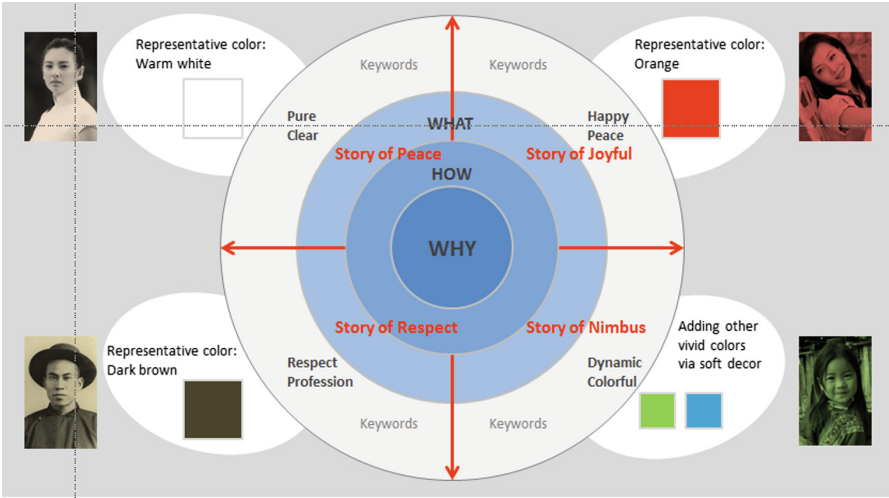 Representative color:
Warm white
Keywords
Keywords
Representative color:
Orange
Pure
Clear
WHAT
Happy
Peace
Story of Peace
Story of Joyful
HOW
WHY
Story of Respect
Story of Nimbus
Representative color:
Dark brown
Respect
Profession
Dynamic
Colorful
Adding other
vivid colors
via soft decor
Keywords
Keywords